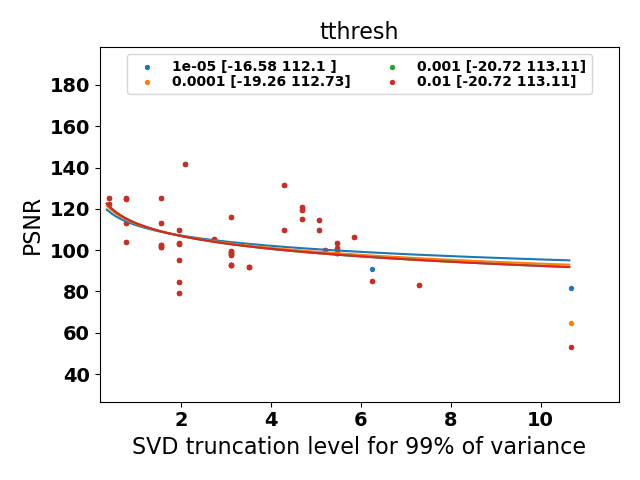 tthresh
1e-05 [-16.58 112.1 ]
0.0001 [-19.26 112.73]
0.001 [-20.72 113.11]
0.01 [-20.72 113.11]
180
160
140
120
100
80
60
40
PSNR
2 4 6 8 10
SVD truncation level for 99% of variance